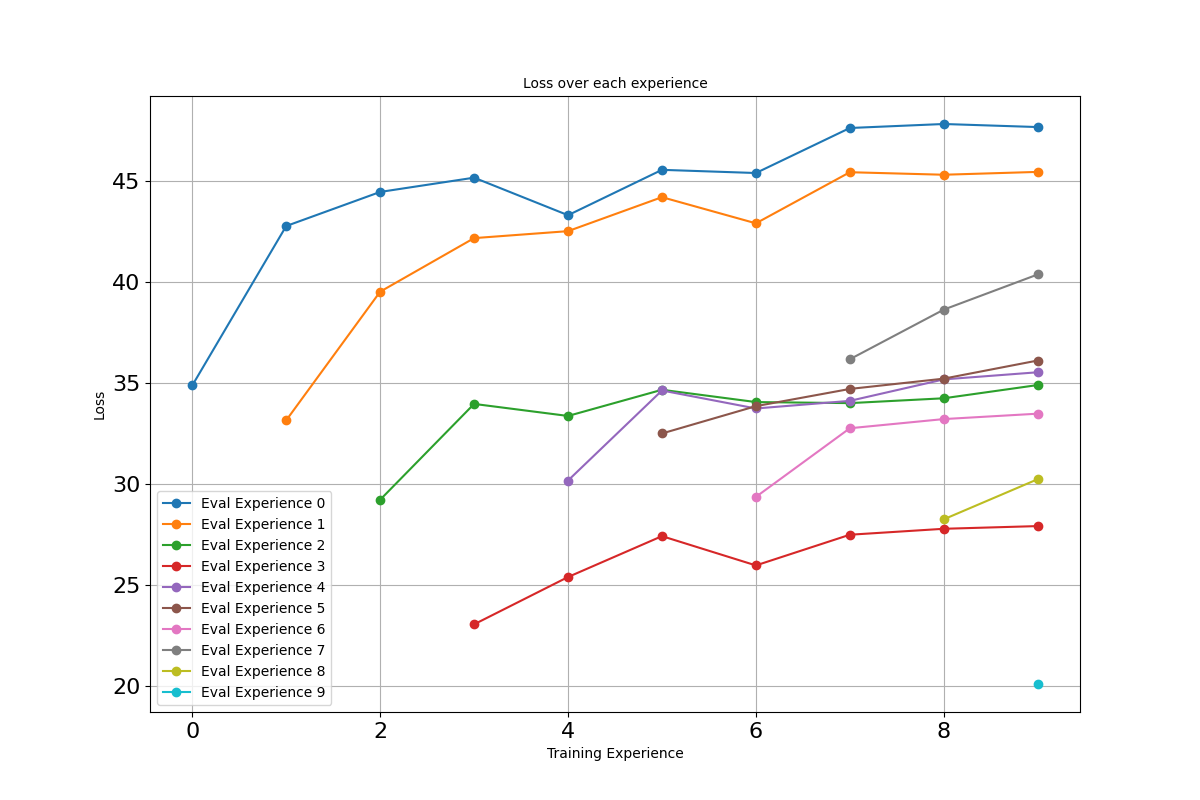 Loss over each experience
45
40
35
30
25
20
Loss
Eval Experience 0
Eval Experience 1
Eval Experience 2
Eval Experience 3
Eval Experience 4
Eval Experience 5
Eval Experience 6
Eval Experience 7
Eval Experience 8
Eval Experience 9
0 2 4 6 8
Training Experience